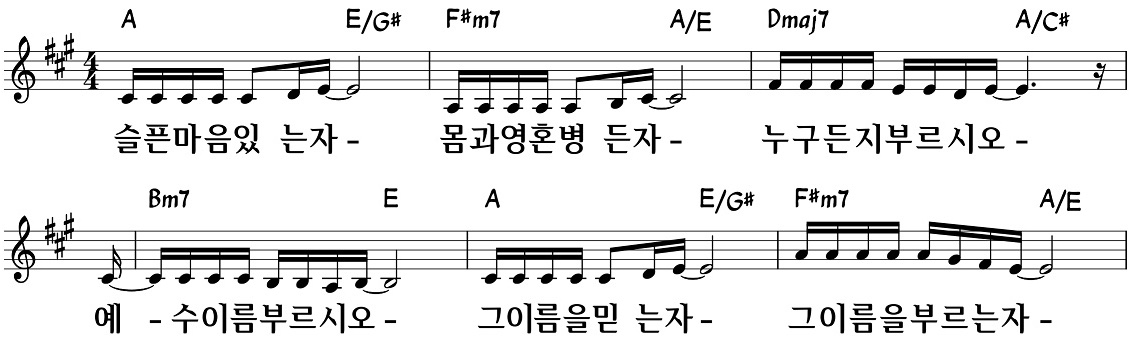 A E/G# F#m7 A/E Dmaj7 A/C#
4/4
슬픈마음있 는자 - 몸과영혼병 든자 - 누구든지부르시오 -
Bm7 E A E/G# F#m7 A/E
예 - 수이름부르시오 - 그이름을믿 는자 - 그이름을부르는자 -